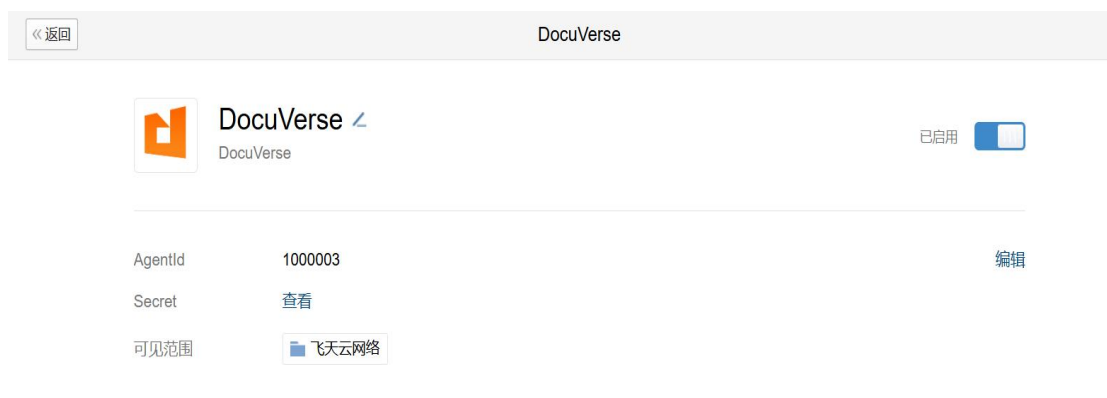 «返回 DocuVerse
DocuVerse
DocuVerse
已启用
AgentId 1000003 编辑
Secret 查看
可见范围 飞天云网络